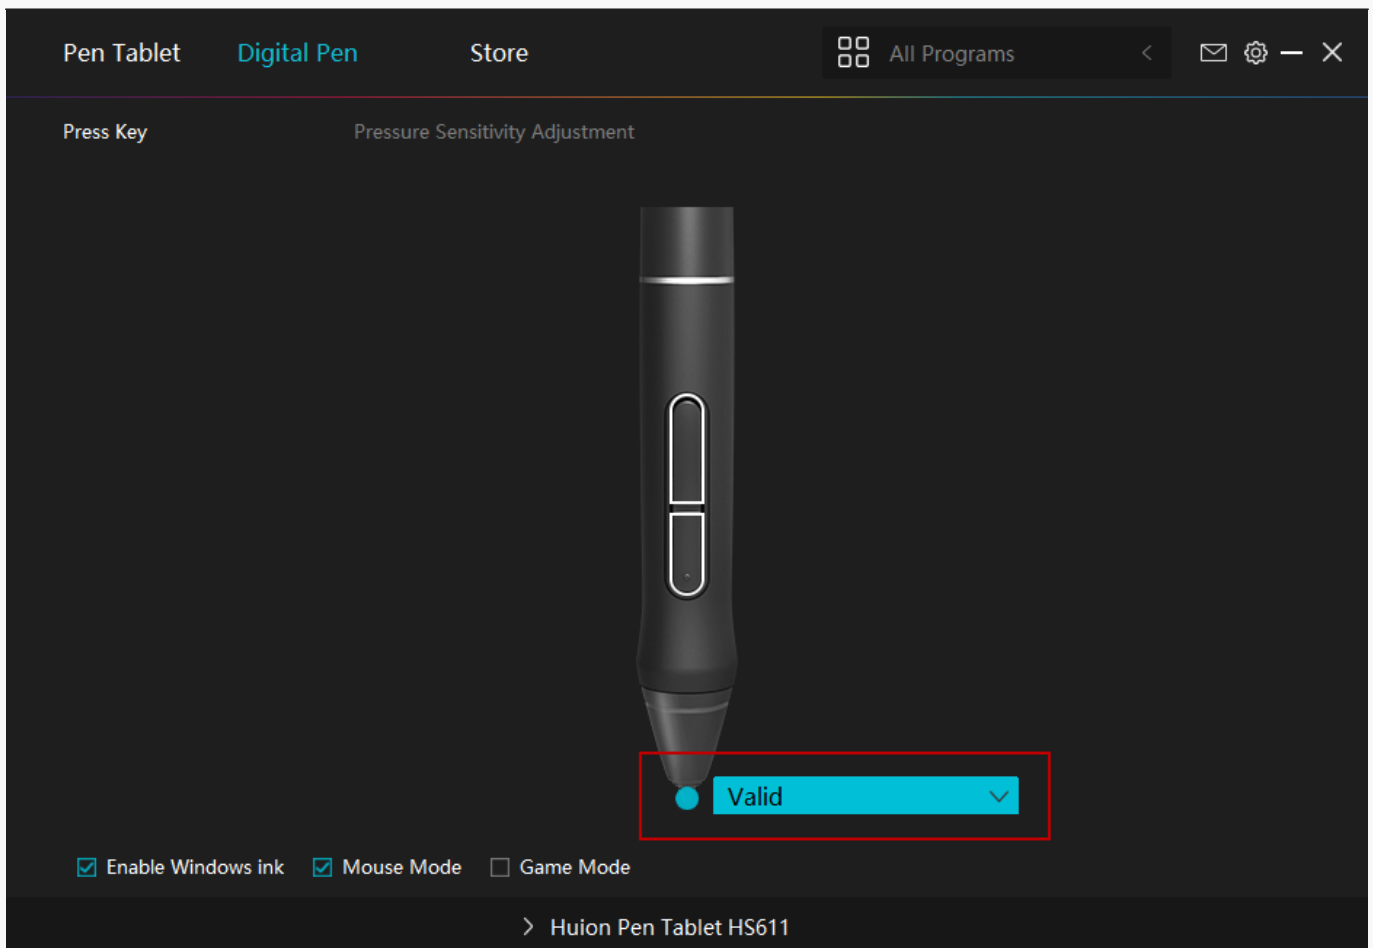 Pen Tablet Digital Pen Store All Programs
Press Key Pressure Sensitivity Adjustment
Valid
Enable Windows ink Mouse Mode Game Mode
Huion Pen Tablet HS611